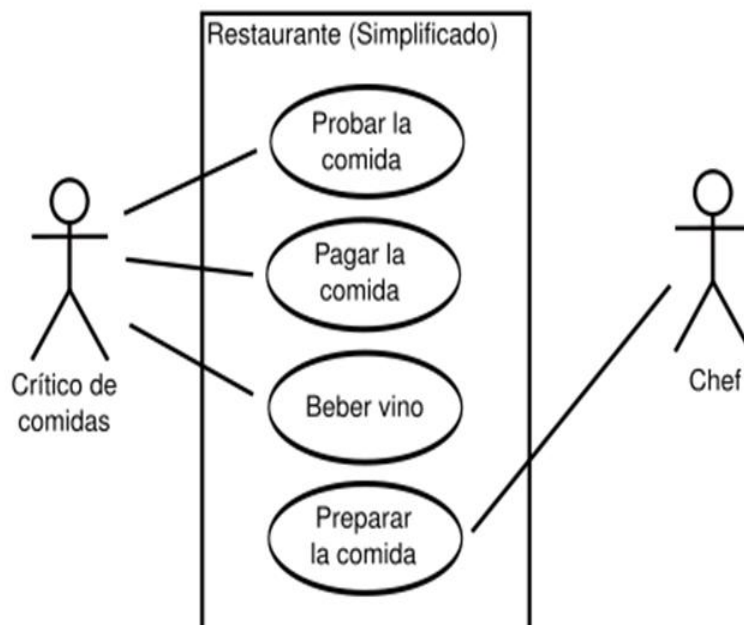 Restaurante (Simplificado)
Probar la
comida
Pagar la
comida
Beber vino
Preparar
la comida
Crítico de
comidas
Chef